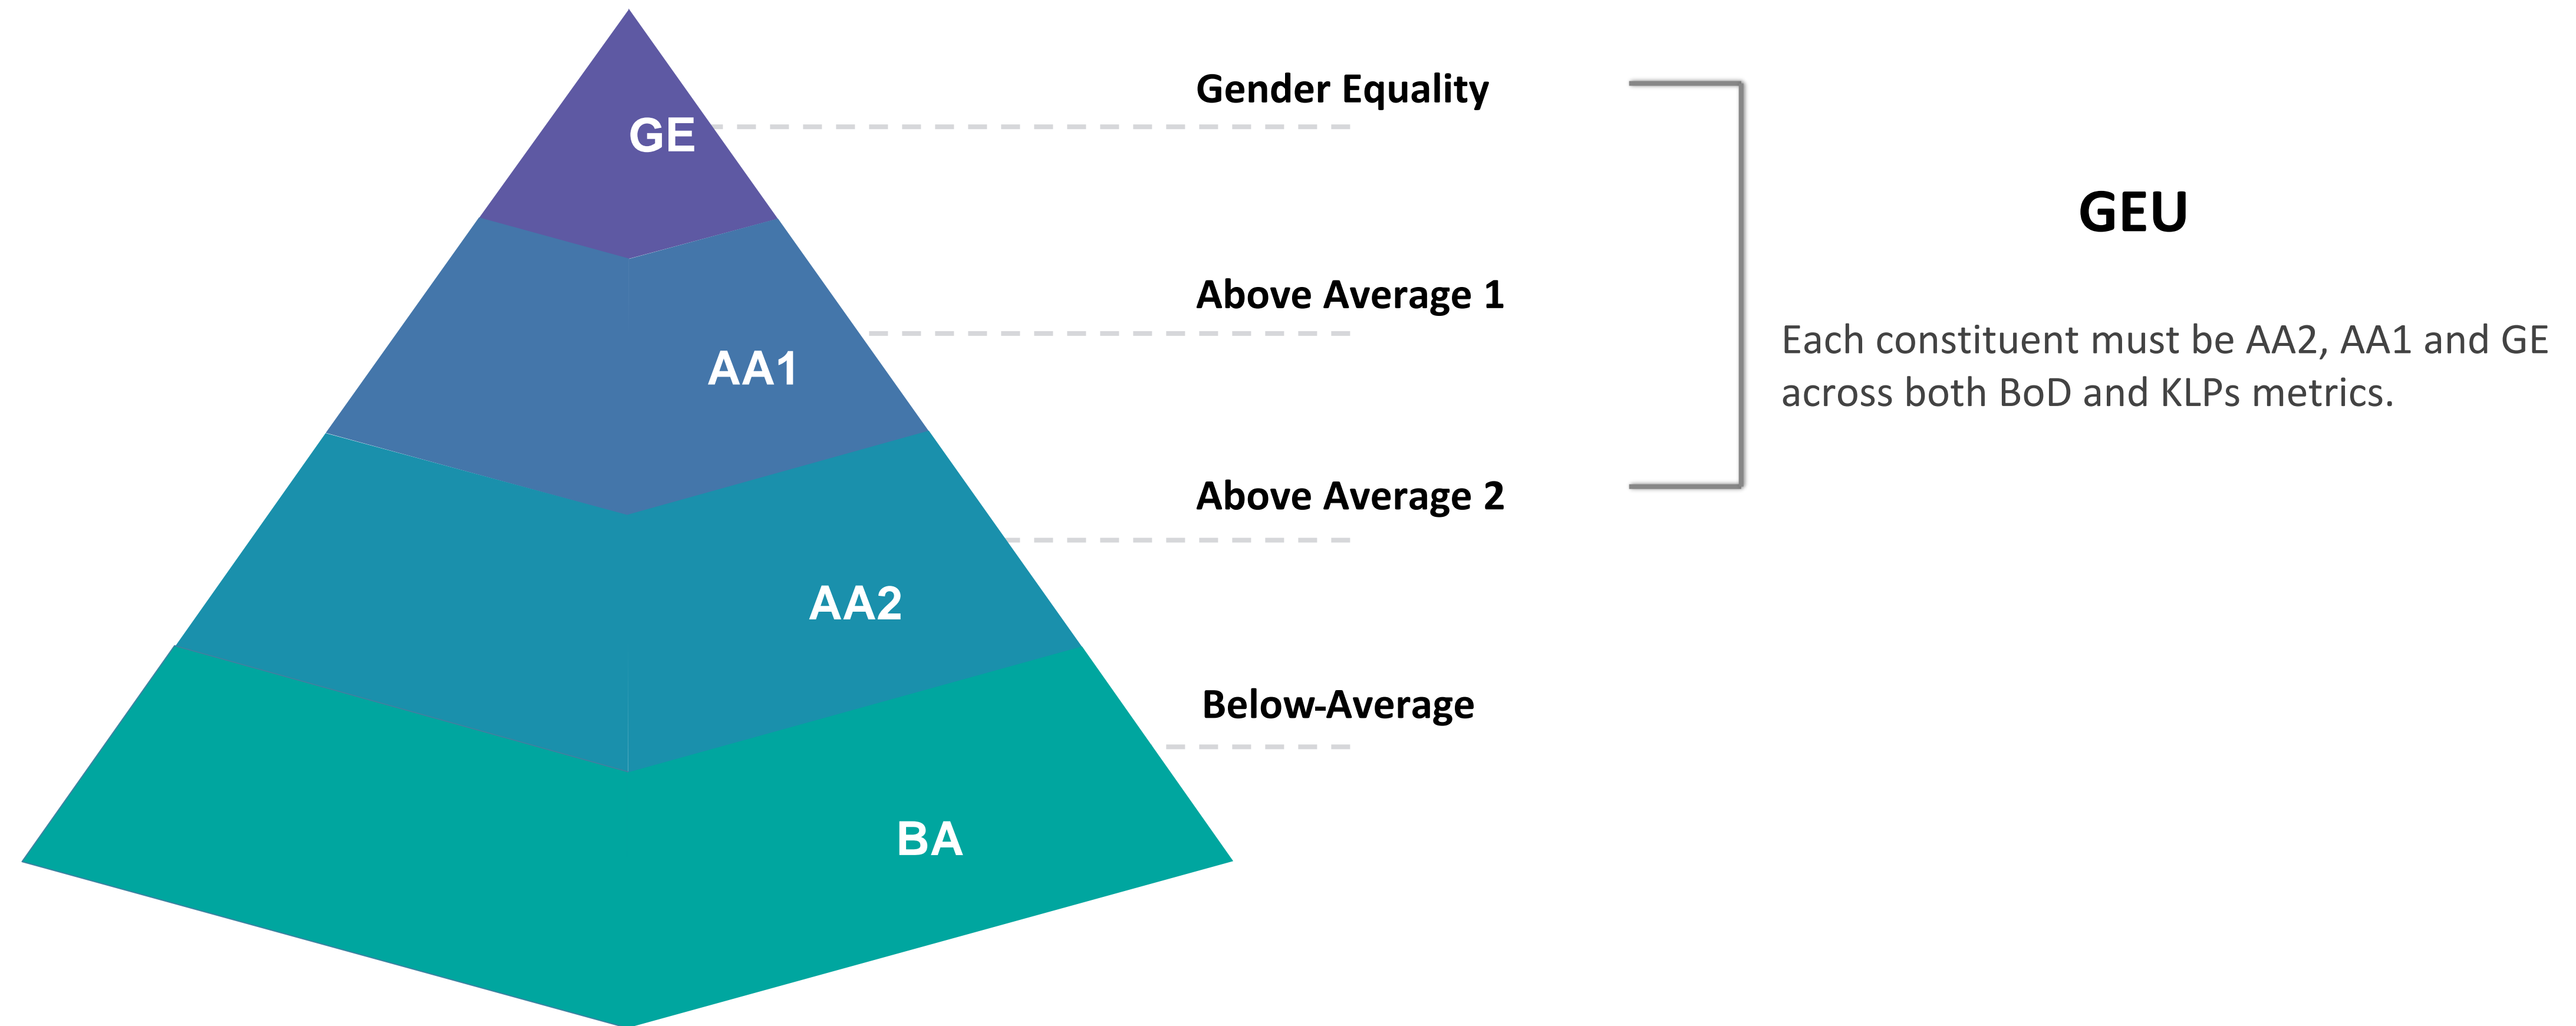 GE
Gender Equality
AA1
Above Average 1
AA2
Above Average 2
BA
Below-Average
GEU
Each constituent must be AA2, AA1 and GE
across both BoD and KLPs metrics.